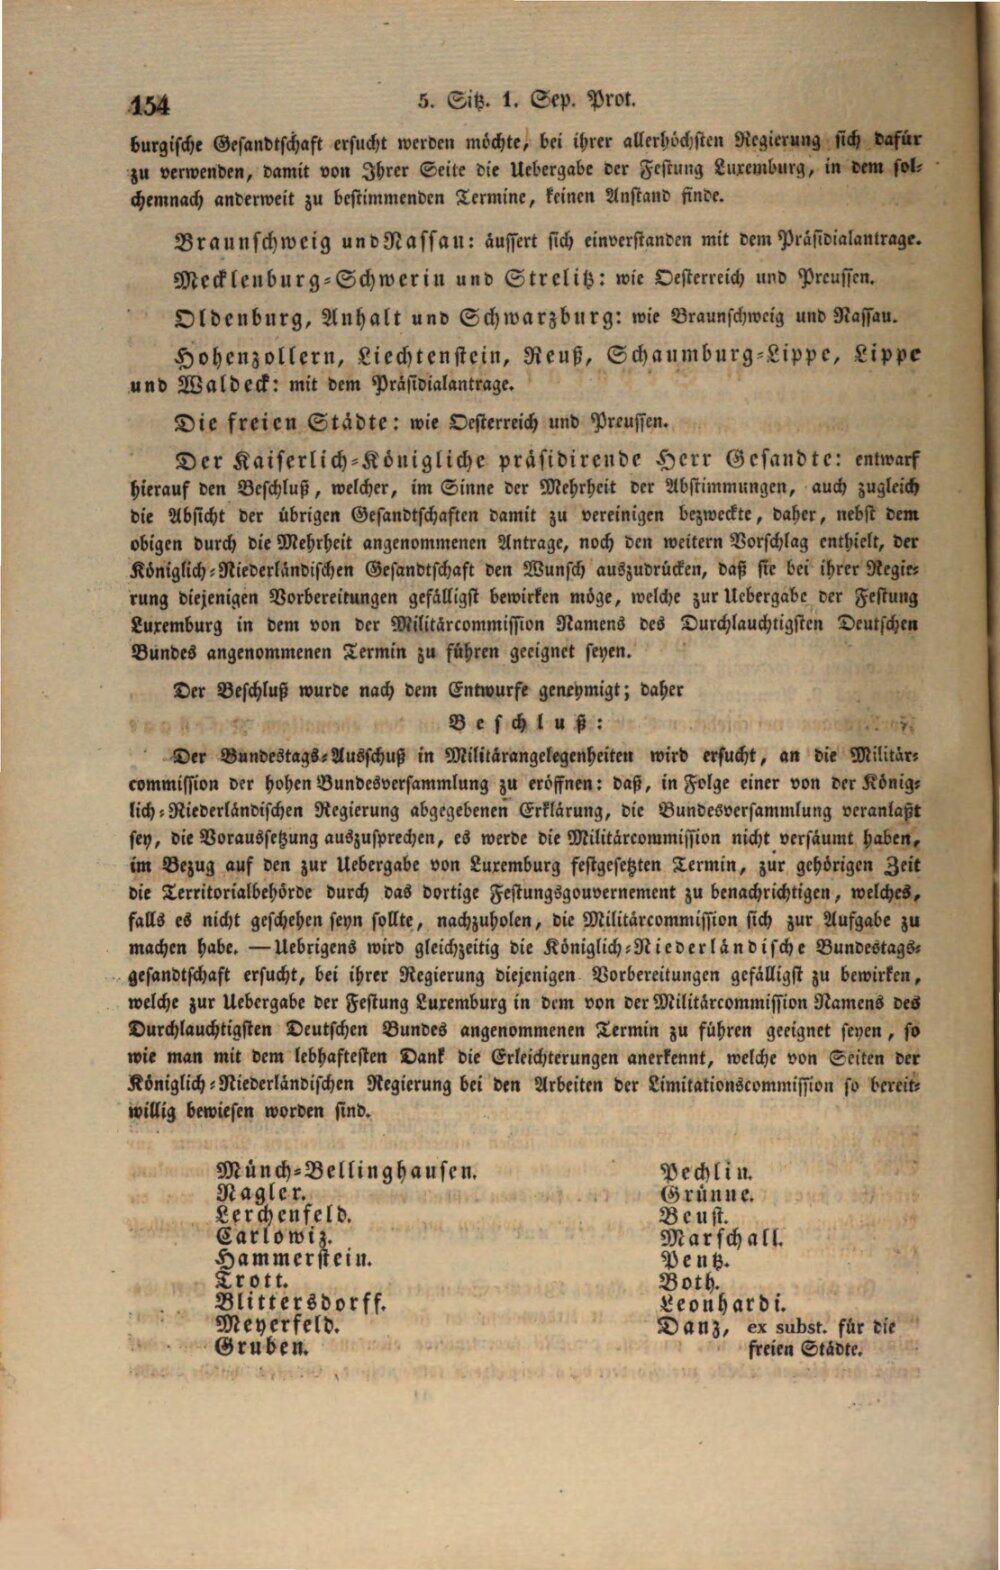 154
5. Sitz. 1. Sep. Prot.
burgische Gesandtschaft ersucht werden möchte, bei ihrer allerhöchsten Regierung sich dafür
zu verwenden, damit von Ihrer Seite die Uebergabe der Festung Luxemburg, in dem sol-
chemnach anderweit zu bestimmenden Termine, keinen Anstand finde.
Braunschweig und Nassau: äussert sich einverstanden mit dem Präsidialantrage.
Mecklenburg-Schwerin und Strelitz: wie Oesterreich und Preussen.
Oldenburg, Anhalt und Schwarzburg: wie Braunschweig und Nassau.
Hohenzollern, Liechtenstein, Reuß, Schaumburg-Lippe, Lippe
und Waldeck: mit dem Präsidialantrage.
Die freien Städte: wie Oesterreich und Preussen.
Der Kaiserlich-Königliche präsidirende Herr Gesandte: entwarf
hierauf den Beschluß, welcher, im Sinne der Mehrheit der Abstimmungen, auch zugleich
die Absicht der übrigen Gesandtschaften damit zu vereinigen bezweckte, daher, nebst dem
obigen durch die Mehrheit angenommenen Antrage, noch den weitern Vorschlag enthielt, der
Königlich-Niederländischen Gesandtschaft den Wunsch auszudrücken, daß sie bei ihrer Regie-
rung diejenigen Vorbereitungen gefälligst bewirken möge, welche zur Uebergabe der Festung
Luxemburg in dem von der Militärcommission Namens des Durchlauchtigsten Deutschen
Bundes angenommenen Termin zu führen geeignet seyen.
Der Beschluß wurde nach dem Entwurfe genehmigt; daher
Beschluß:
Der Bundestags-Ausschuß in Militärangelegenheiten wird ersucht, an die Militär-
commission der hohen Bundesversammlung zu eröffnen: daß, in Folge einer von der König-
lich-Niederländischen Regierung abgegebenen Erklärung, die Bundesversammlung veranlaßt
sey, die Voraussetzung auszusprechen, es werde die Militärcommission nicht versäumt haben,
im Bezug auf den zur Uebergabe von Luxemburg festgesetzten Termin, zur gehörigen Zeit
die Territorialbehörde durch das dortige Festungsgouvernement zu benachrichtigen, welches,
falls es nicht geschehen seyn sollte, nachzuholen, die Militärcommission sich zur Aufgabe zu
machen habe. — Uebrigens wird gleichzeitig die Königlich-Niederländische Bundestags-
gesandtschaft ersucht, bei ihrer Regierung diejenigen Vorbereitungen gefälligst zu bewirken,
welche zur Uebergabe der Festung Luxemburg in dem von der Militärcommission Namens des
Durchlauchtigsten Deutschen Bundes angenommenen Termin zu führen geeignet seyen, so
wie man mit dem lebhaftesten Dank die Erleichterungen anerkennt, welche von Seiten der
Königlich-Niederländischen Regierung bei den Arbeiten der Limitationscommission so bereit-
willig bewiesen worden sind.
Münch-Bellinghausen.
Nagler.
Lerchenfeld.
Carlowiz.
Hammerstein.
Trott.
Blittersdorff.
Meyerfeld.
Gruben.
Pechlin.
Grünne.
Beust.
Marschall.
Pentz.
Both.
Leonhardi.
Danz, ex subst. für die
freien Städte.